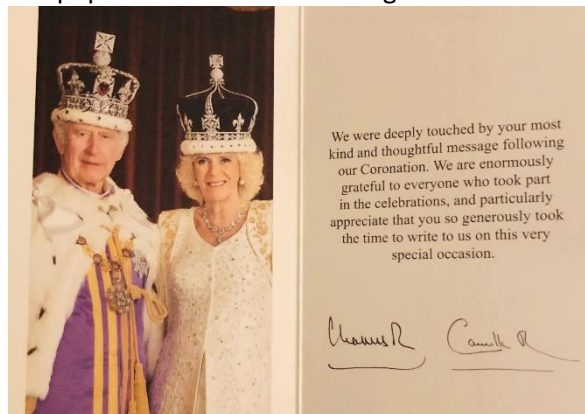 We were deeply touched by your most
kind and thoughtful message following
our Coronation. We are enormously
grateful to everyone who took part
in the celebrations, and particularly
appreciate that you so generously took
the time to write to us on this very
special occasion.
Charles R Camilla R